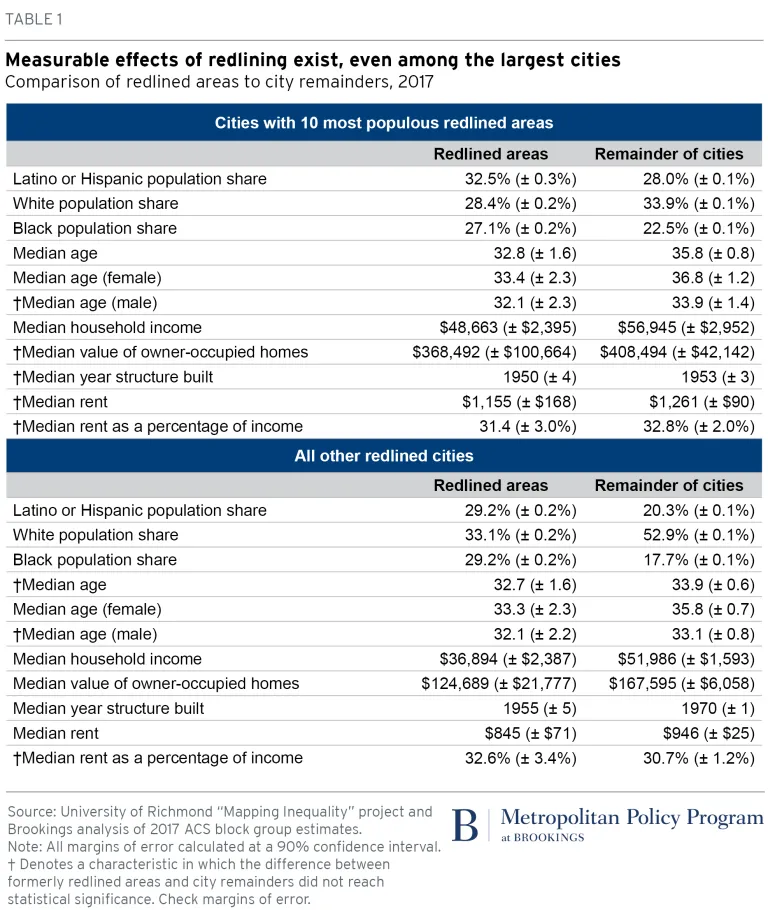 TABLE 1
Measurable effects of redlining exist, even among the largest cities
Comparison of redlined areas to city remainders, 2017
Cities with 10 most populous redlined areas
Redlined areas Remainder of cities
Latino or Hispanic population share 32.5% (± 0.3%) 28.0% (± 0.1%)
White population share 28.4% (± 0.2%) 33.9% (± 0.1%)
Black population share 27.1% (± 0.2%) 22.5% (± 0.1%)
Median age 32.8 (± 1.6) 35.8 (± 0.8)
Median age (female) 33.4 (± 2.3) 36.8 (± 1.2)
†Median age (male) 32.1 (± 2.3) 33.9 (± 1.4)
Median household income $48,663 (± $2,395) $56,945 (± $2,952)
†Median value of owner-occupied homes $368,492 (± $100,664) $408,494 (± $42,142)
†Median year structure built 1950 (± 4) 1953 (± 3)
†Median rent $1,155 (± $168) $1,261 (± $90)
†Median rent as a percentage of income 31.4 (± 3.0%) 32.8% (± 2.0%)
All other redlined cities
Redlined areas Remainder of cities
Latino or Hispanic population share 29.2% (± 0.2%) 20.3% (± 0.1%)
White population share 33.1% (± 0.2%) 52.9% (± 0.1%)
Black population share 29.2% (± 0.2%) 17.7% (± 0.1%)
†Median age 32.7 (± 1.6) 33.9 (± 0.6)
Median age (female) 33.3 (± 2.3) 35.8 (± 0.7)
†Median age (male) 32.1 (± 2.2) 33.1 (± 0.8)
Median household income $36,894 (± $2,387) $51,986 (± $1,593)
Median value of owner-occupied homes $124,689 (± $21,777) $167,595 (± $6,058)
Median year structure built 1955 (± 5) 1970 (± 1)
Median rent $845 (± $71) $946 (± $25)
†Median rent as a percentage of income 32.6% (± 3.4%) 30.7% (± 1.2%)
Source: University of Richmond “Mapping Inequality” project and
Brookings analysis of 2017 ACS block group estimates.
Note: All margins of error calculated at a 90% confidence interval.
† Denotes a characteristic in which the difference between
formerly redlined areas and city remainders did not reach
statistical significance. Check margins of error.
B Metropolitan Policy Program
at BROOKINGS